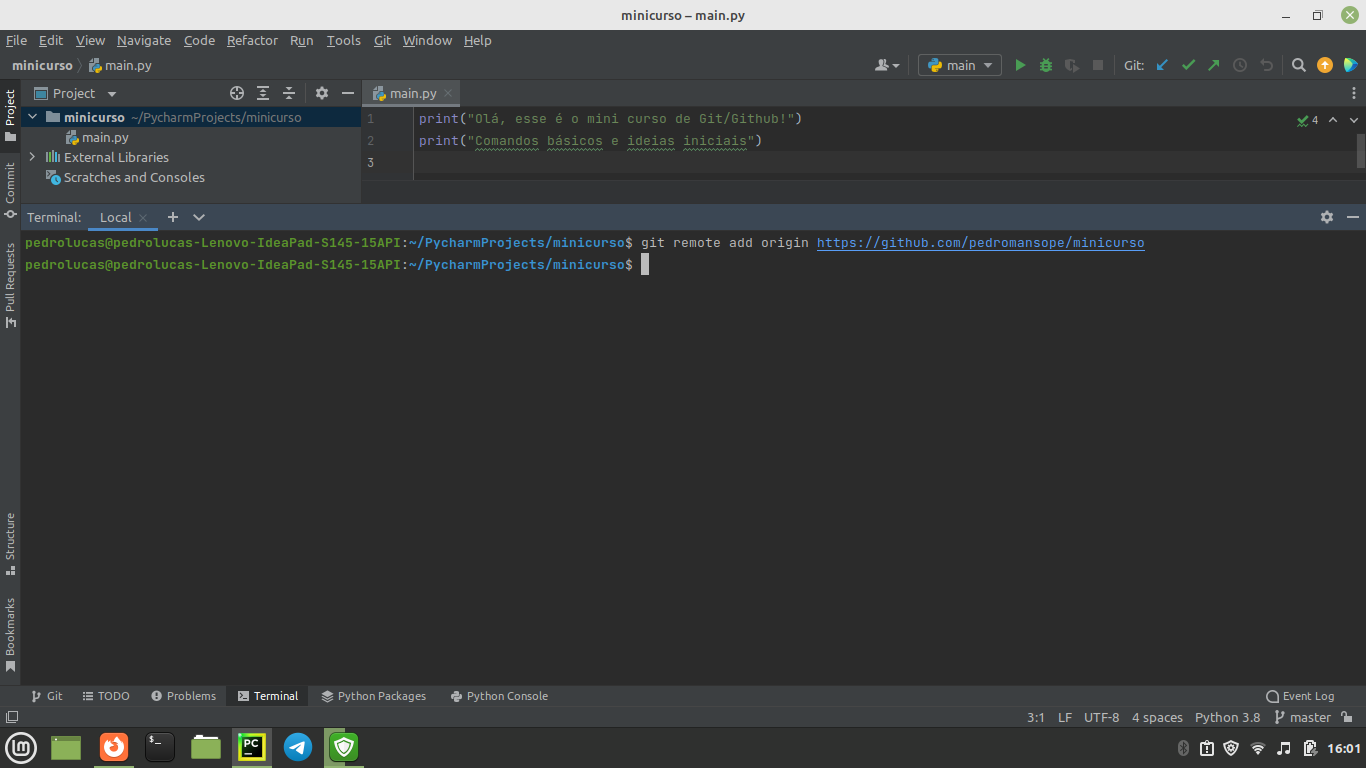 minicurso – main.py
File Edit View Navigate Code Refactor Run Tools Git Window Help
minicurso main.py main Git:
Project
Project
main.py
minicurso ~/PycharmProjects/minicurso
main.py
External Libraries
Scratches and Consoles
1 print("Olá, esse é o mini curso de Git/Github!") 4
2 print("Comandos básicos e ideias iniciais")
3
Commit
Pull Requests
Structure
Bookmarks
Terminal: Local
pedrolucas@pedrolucas-Lenovo-IdeaPad-S145-15API:~/PycharmProjects/minicurso$ git remote add origin https://github.com/pedromansope/minicurso
pedrolucas@pedrolucas-Lenovo-IdeaPad-S145-15API:~/PycharmProjects/minicurso$
Git TODO Problems Terminal Python Packages Python Console Event Log
3:1 LF UTF-8 4 spaces Python 3.8 master
$_ PC 16:01